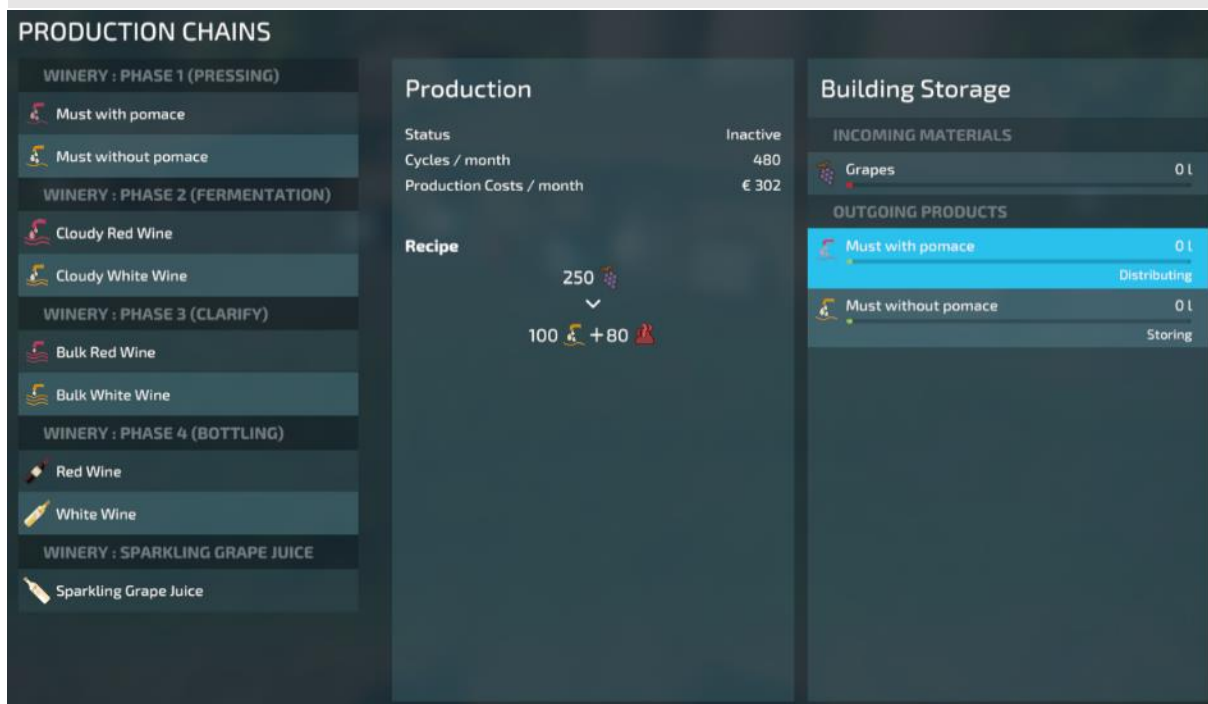 PRODUCTION CHAINS
WINERY : PHASE 1 (PRESSING)
Must with pomace
Must without pomace
WINERY : PHASE 2 (FERMENTATION)
Cloudy Red Wine
Cloudy White Wine
WINERY : PHASE 3 (CLARIFY)
Bulk Red Wine
Bulk White Wine
WINERY : PHASE 4 (BOTTLING)
Red Wine
White Wine
WINERY : SPARKLING GRAPE JUICE
Sparkling Grape Juice
Production
Status Inactive
Cycles / month 480
Production Costs / month € 302
Recipe
250
100 +80
Building Storage
INCOMING MATERIALS
Grapes 0 l
OUTGOING PRODUCTS
Must with pomace 0 l
Distributing
Must without pomace 0 l
Storing